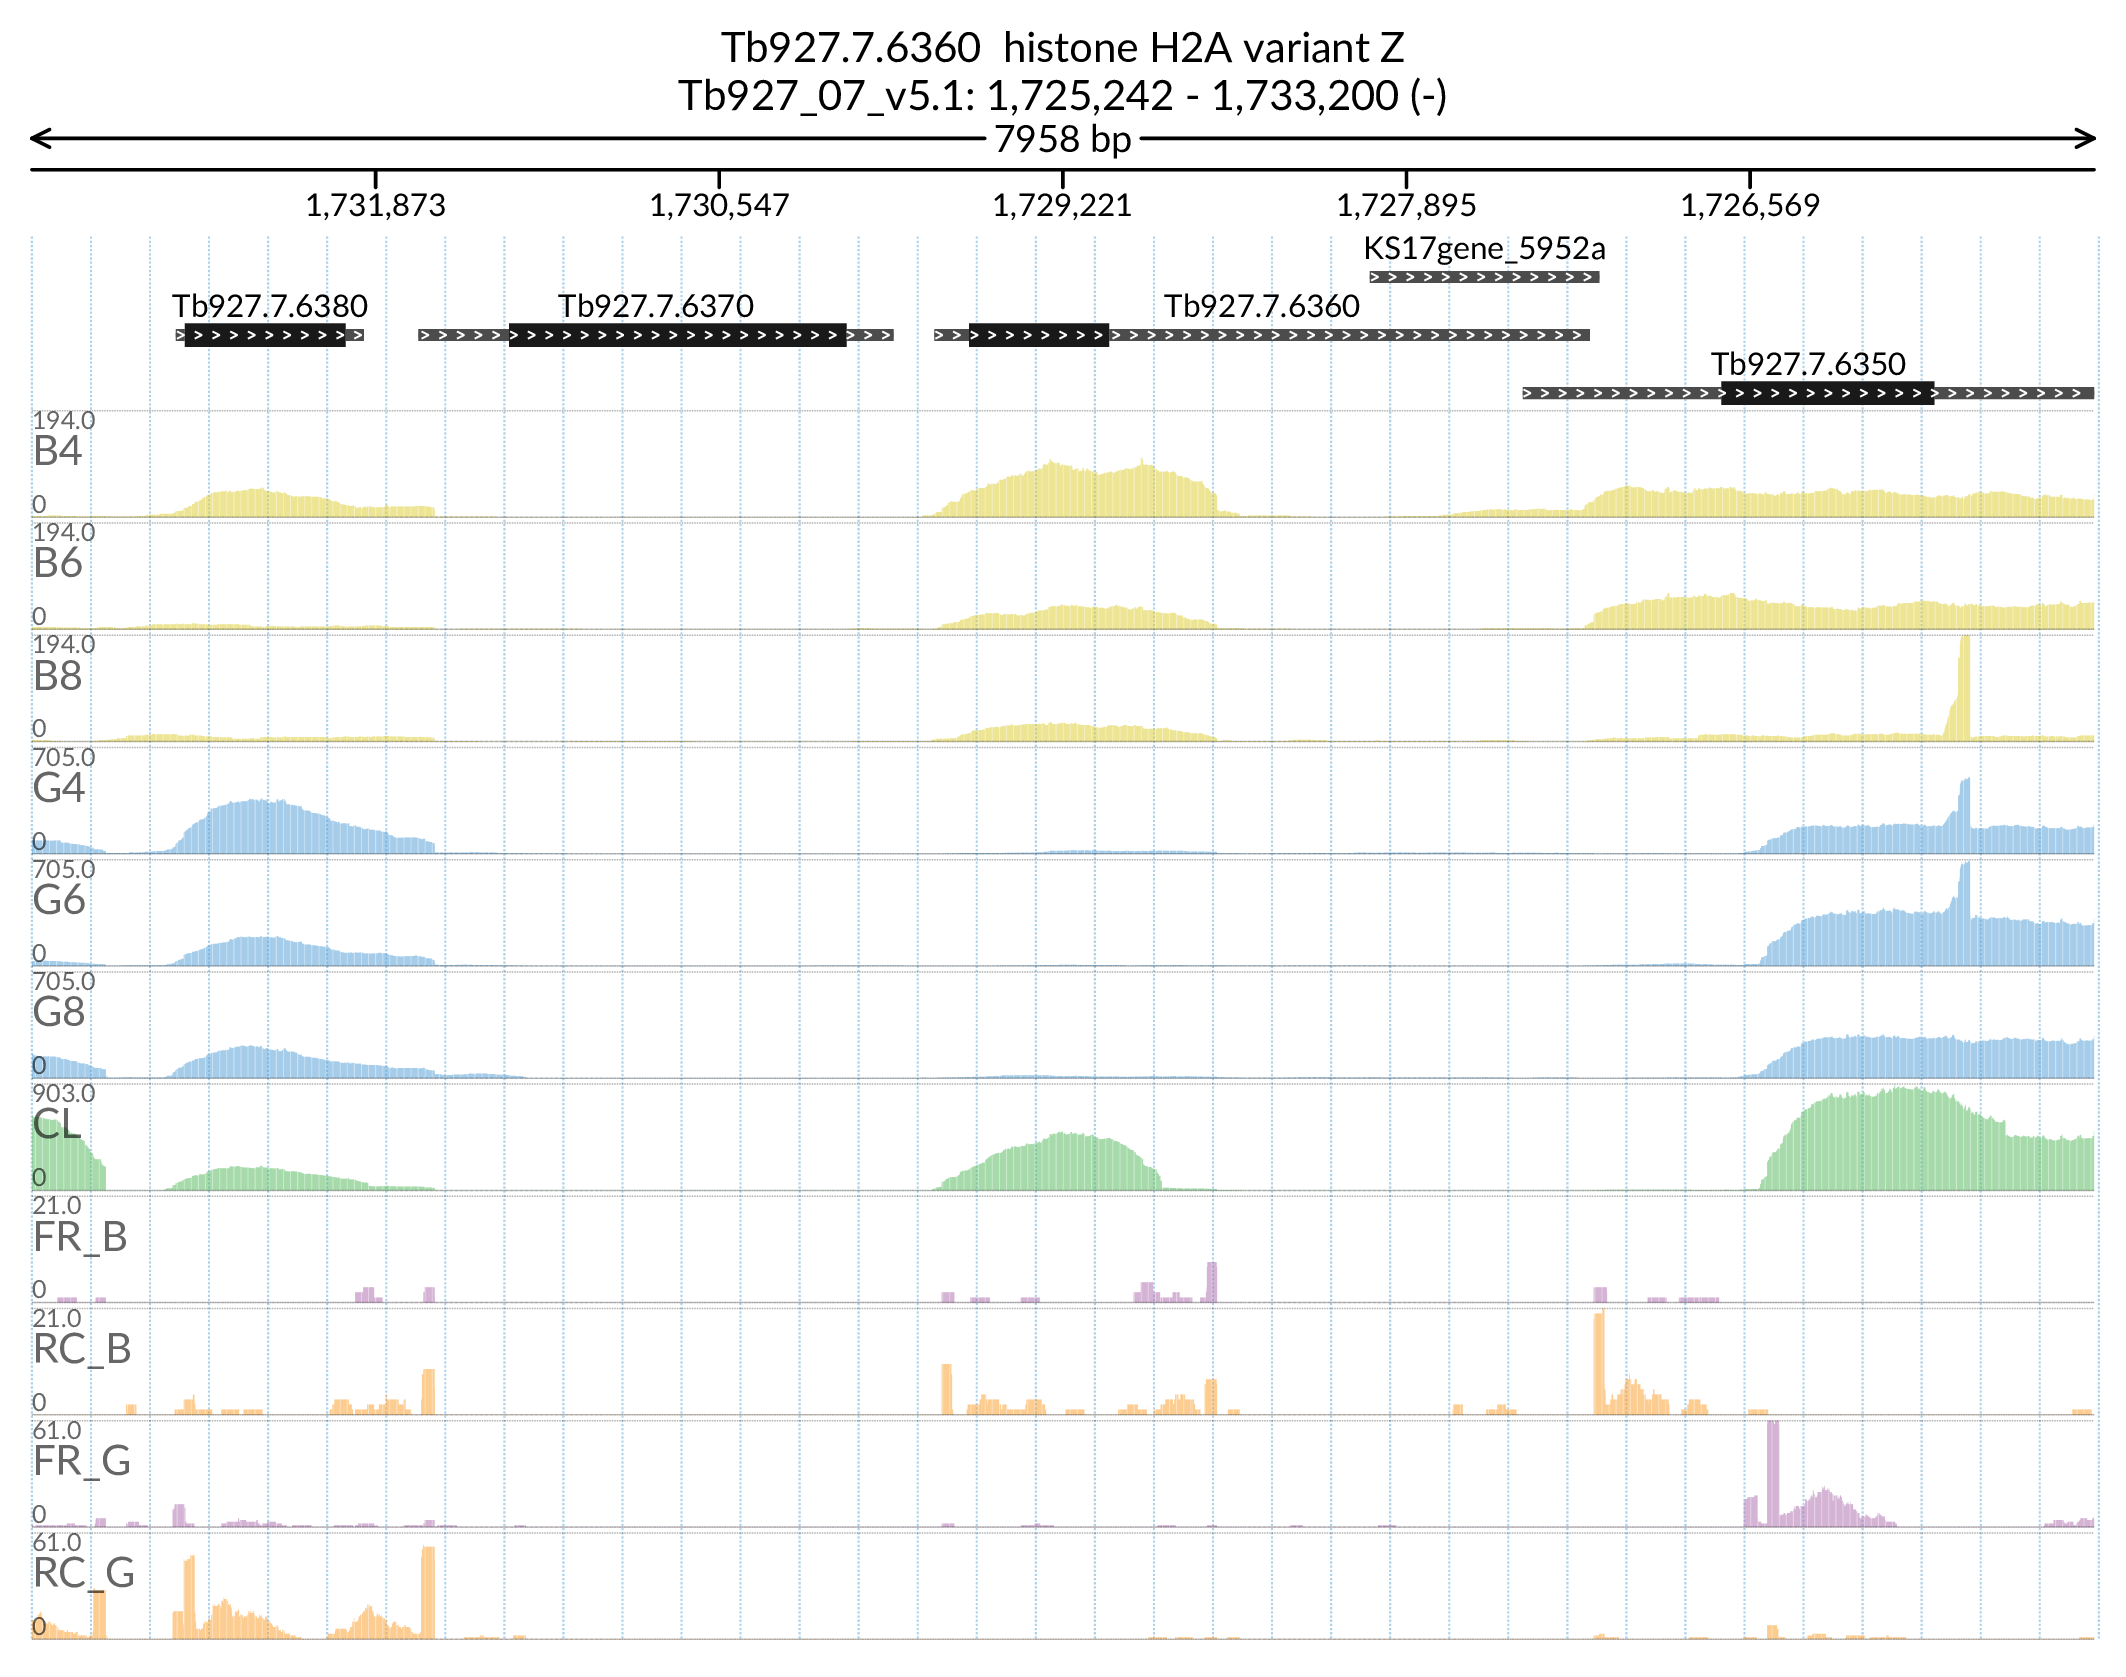 Tb927.7.6360  histone H2A variant Z
Tb927_07_v5.1: 1,725,242 - 1,733,200 (-)
7958 bp
1,731,873 1,730,547 1,729,221 1,727,895 1,726,569
KS17gene_5952a
Tb927.7.6380 Tb927.7.6370 Tb927.7.6360
Tb927.7.6350
194.0
B4
0
194.0
B6
0
194.0
B8
0
705.0
G4
0
705.0
G6
0
705.0
G8
0
903.0
CL
0
21.0
FR_B
0
21.0
RC_B
0
61.0
FR_G
0
61.0
RC_G
0